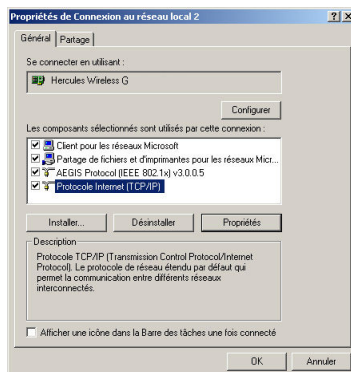 Propriétés de Connexion au réseau local 2
Général
Partage
Se connecter en utilisant :
Hercules Wireless G
Configurer
Les composants sélectionnés sont utilisés par cette connexion :
Client pour les réseaux Microsoft
Partage de fichiers et d'imprimantes pour les réseaux Micr...
AEGIS Protocol (IEEE 802.1x) v3.0.0.5
Protocole Internet (TCP/IP)
Installer...
Désinstaller
Propriétés
Description
Protocole TCP/IP (Transmission Control Protocol/Internet
Protocol). Le protocole de réseau étendu par défaut qui
permet la communication entre différents réseaux
interconnectés.
Afficher une icône dans la Barre des tâches une fois connecté
OK
Annuler